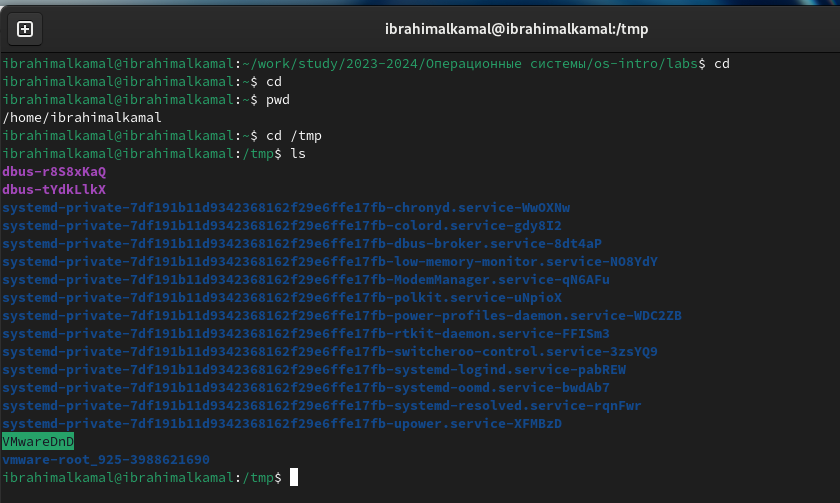 ibrahimalkamal@ibrahimalkamal:/tmp
ibrahimalkamal@ibrahimalkamal:~/work/study/2023-2024/Операционные системы/os-intro/labs$ cd
ibrahimalkamal@ibrahimalkamal:~$ cd
ibrahimalkamal@ibrahimalkamal:~$ pwd
/home/ibrahimalkamal
ibrahimalkamal@ibrahimalkamal:~$ cd /tmp
ibrahimalkamal@ibrahimalkamal:/tmp$ ls
dbus-r8S8xKaQ
dbus-tYdkLlkX
systemd-private-7df191b11d9342368162f29e6ffe17fb-chronyd.service-WwOXNw
systemd-private-7df191b11d9342368162f29e6ffe17fb-colord.service-gdy8I2
systemd-private-7df191b11d9342368162f29e6ffe17fb-dbus-broker.service-8dt4aP
systemd-private-7df191b11d9342368162f29e6ffe17fb-low-memory-monitor.service-NO8YdY
systemd-private-7df191b11d9342368162f29e6ffe17fb-ModemManager.service-qN6AFu
systemd-private-7df191b11d9342368162f29e6ffe17fb-polkit.service-uNpioX
systemd-private-7df191b11d9342368162f29e6ffe17fb-power-profiles-daemon.service-WDC2ZB
systemd-private-7df191b11d9342368162f29e6ffe17fb-rtkit-daemon.service-FFISm3
systemd-private-7df191b11d9342368162f29e6ffe17fb-switcheroo-control.service-3zsYQ9
systemd-private-7df191b11d9342368162f29e6ffe17fb-systemd-logind.service-pabREW
systemd-private-7df191b11d9342368162f29e6ffe17fb-systemd-oomd.service-bwdAb7
systemd-private-7df191b11d9342368162f29e6ffe17fb-systemd-resolved.service-rqnFwr
systemd-private-7df191b11d9342368162f29e6ffe17fb-upower.service-XFMBzD
VMwareDnD
vmware-root_925-3988621690
ibrahimalkamal@ibrahimalkamal:/tmp$